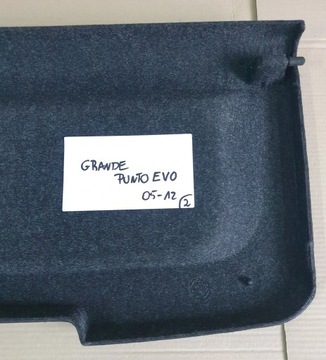 GRANDE
PUNTO EVO
05-12
2